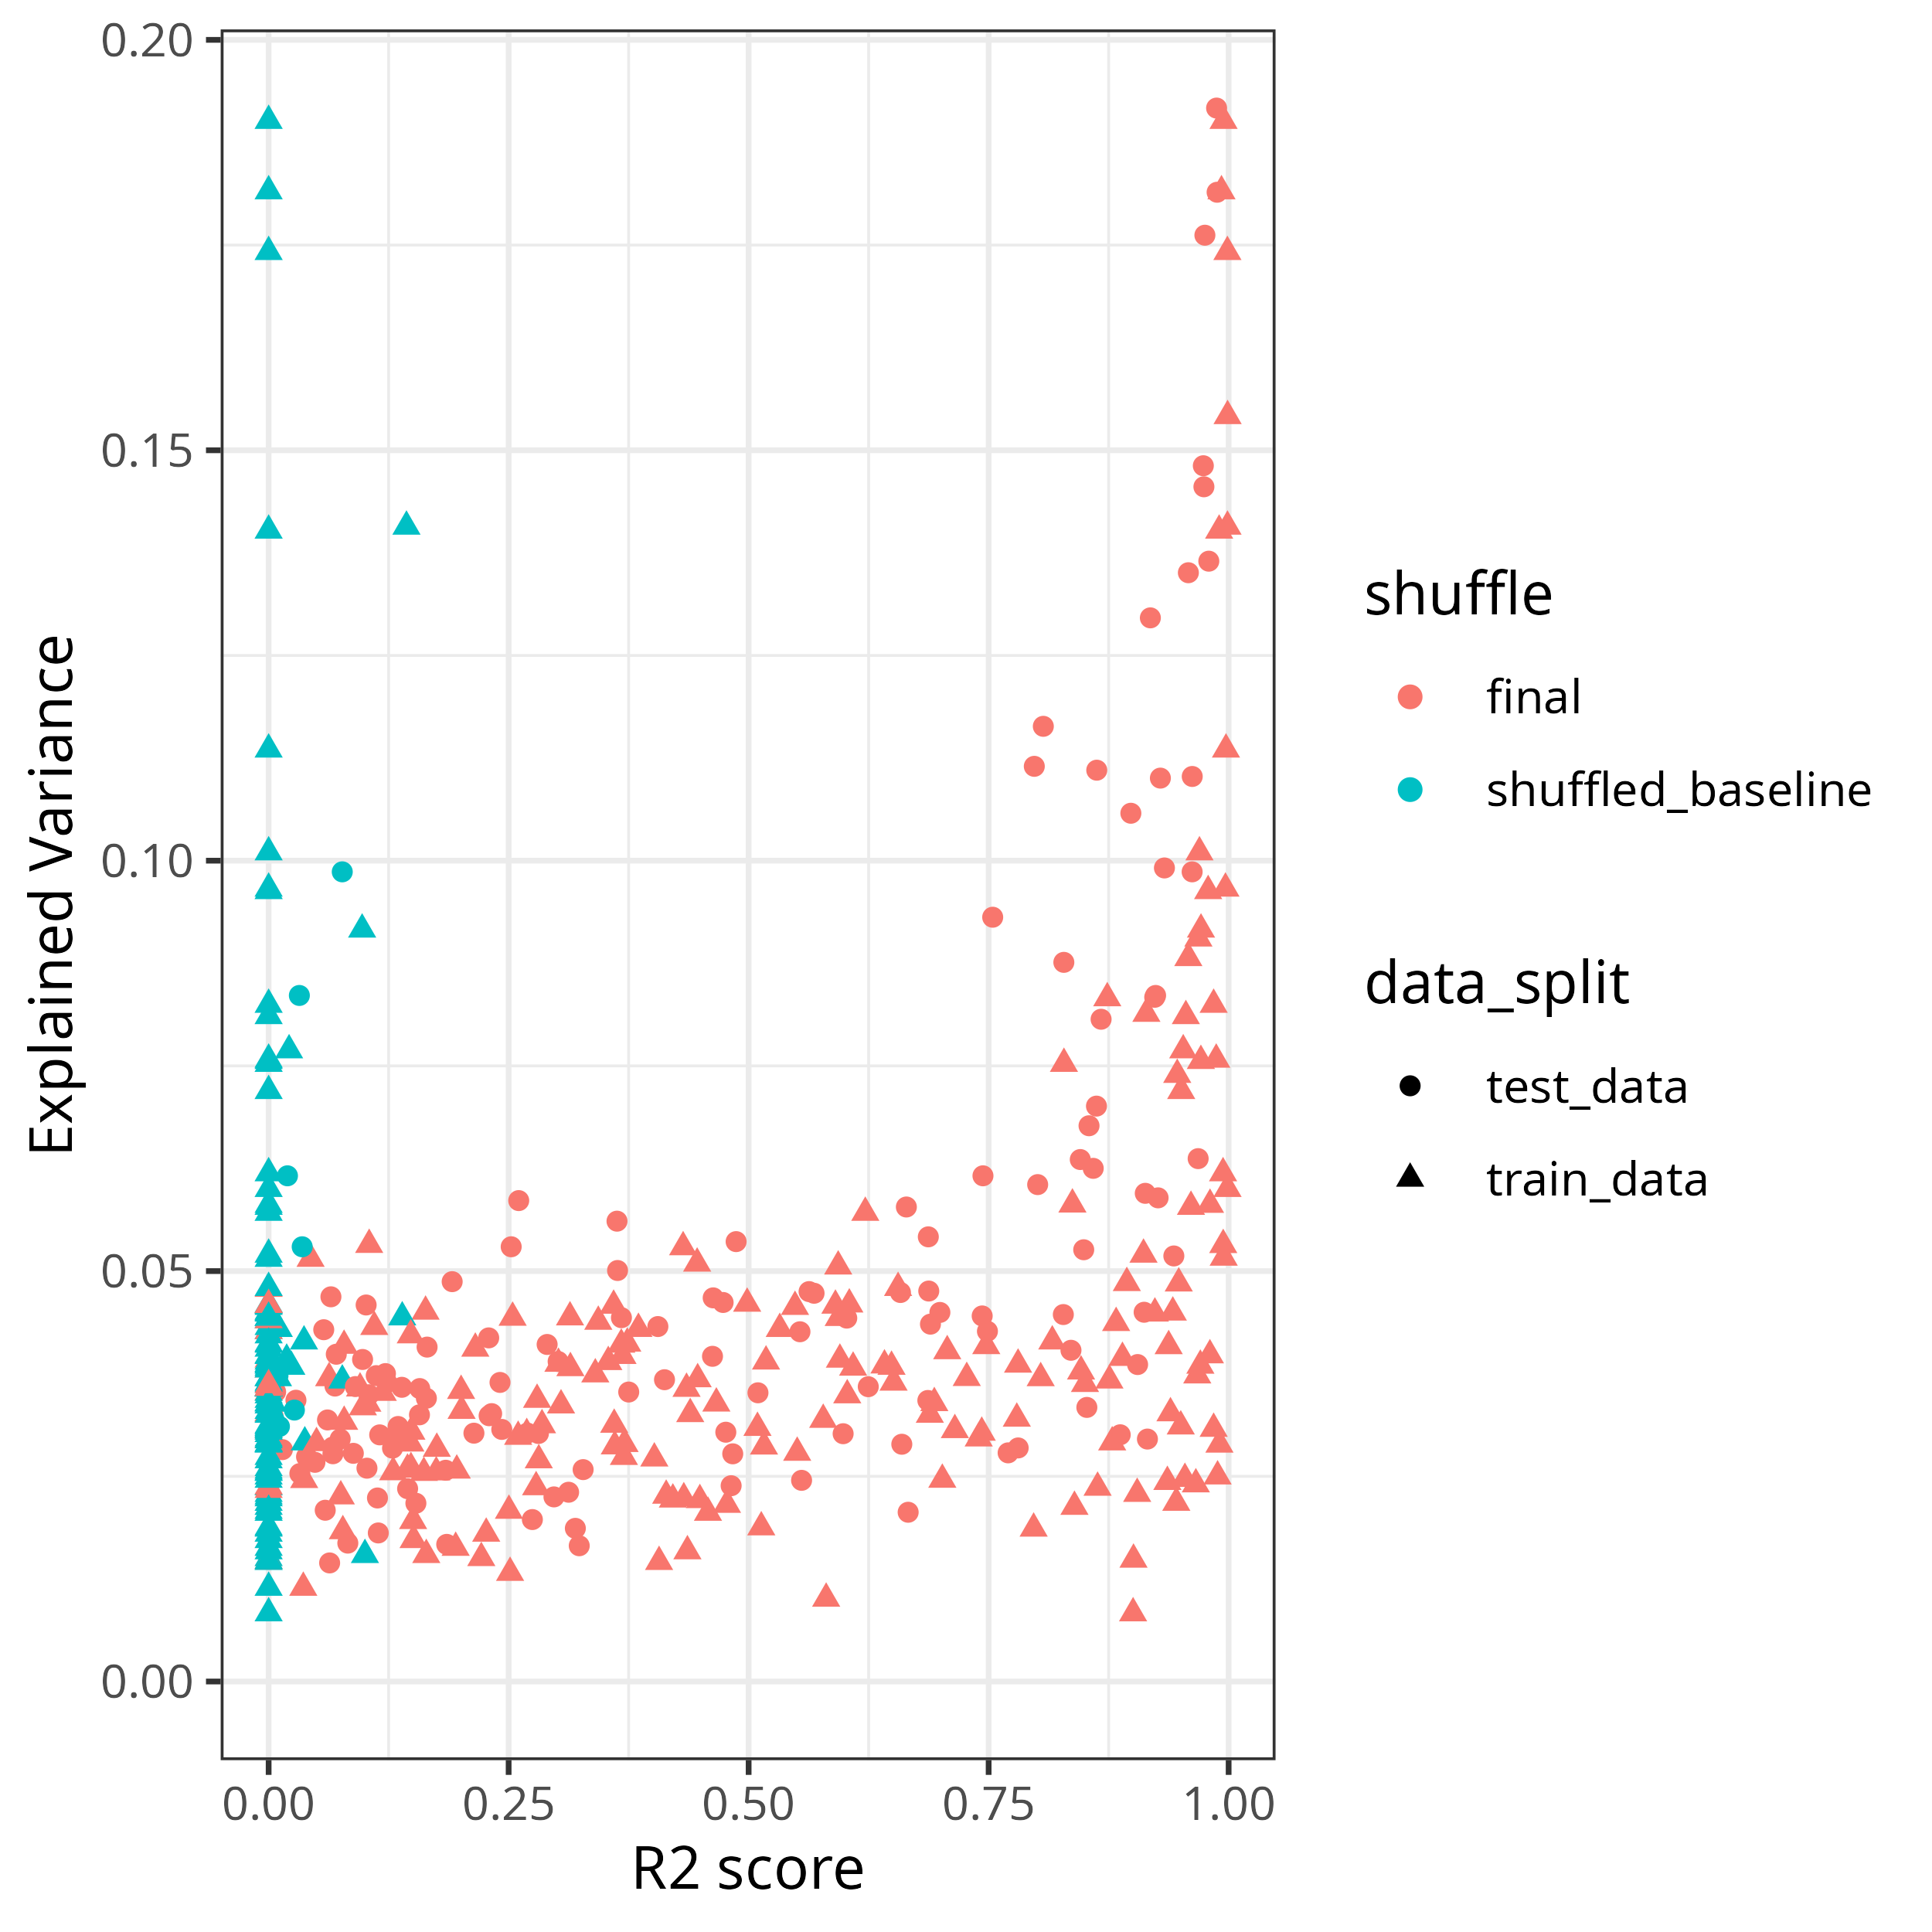 Explained Variance
0.20
0.15
0.10
0.05
0.00
0.00 0.25 0.50 0.75 1.00
R2 score
shuffle
final
shuffled_baseline
data_split
test_data
train_data